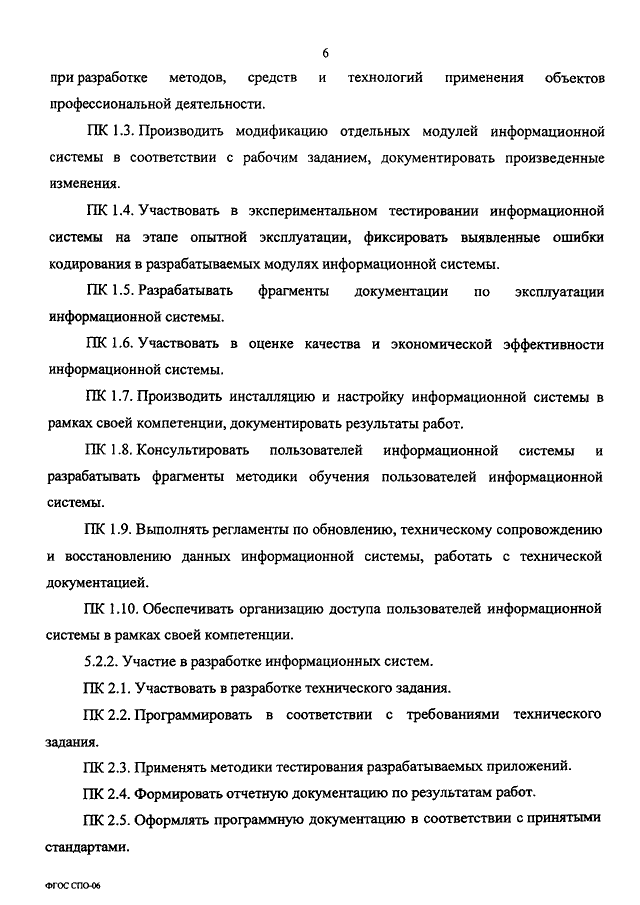 6
при разработке методов, средств и технологий применения объектов
профессиональной деятельности.
ПК 1.3. Производить модификацию отдельных модулей информационной
системы в соответствии с рабочим заданием, документировать произведенные
изменения.
ПК 1.4. Участвовать в экспериментальном тестировании информационной
системы на этапе опытной эксплуатации, фиксировать выявленные ошибки
кодирования в разрабатываемых модулях информационной системы.
ПК 1.5. Разрабатывать фрагменты документации по эксплуатации
информационной системы.
ПК 1.6. Участвовать в оценке качества и экономической эффективности
информационной системы.
ПК 1.7. Производить инсталляцию и настройку информационной системы в
рамках своей компетенции, документировать результаты работ.
ПК 1.8. Консультировать пользователей информационной системы и
разрабатывать фрагменты методики обучения пользователей информационной
системы.
ПК 1.9. Выполнять регламенты по обновлению, техническому сопровождению
и восстановлению данных информационной системы, работать с технической
документацией.
ПК 1.10. Обеспечивать организацию доступа пользователей информационной
системы в рамках своей компетенции.
5.2.2. Участие в разработке информационных систем.
ПК 2.1. Участвовать в разработке технического задания.
ПК 2.2. Программировать в соответствии с требованиями технического
задания.
ПК 2.3. Применять методики тестирования разрабатываемых приложений.
ПК 2.4. Формировать отчетную документацию по результатам работ.
ПК 2.5. Оформлять программную документацию в соответствии с принятыми
стандартами.
ФГОС СПО-06